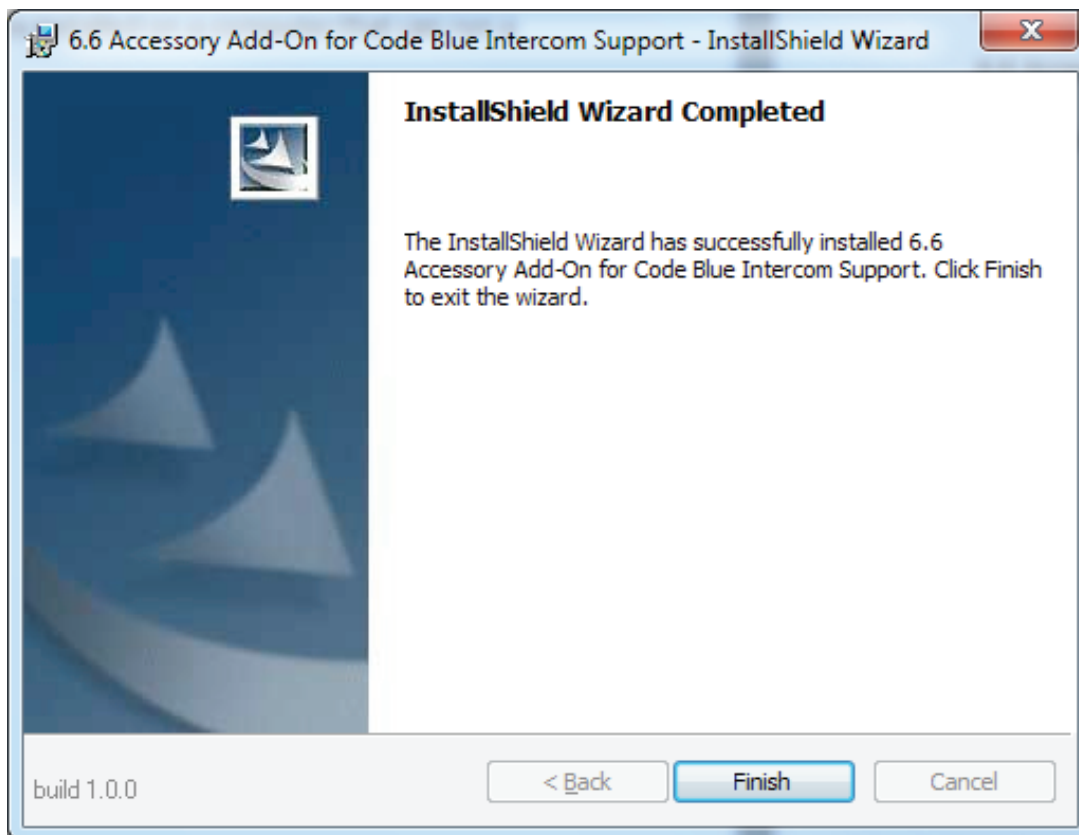 6.6 Accessory Add-On for Code Blue Intercom Support - InstallShield Wizard
InstallShield Wizard Completed
The InstallShield Wizard has successfully installed 6.6
Accessory Add-On for Code Blue Intercom Support. Click Finish
to exit the wizard.
build 1.0.0
< Back
Finish
Cancel